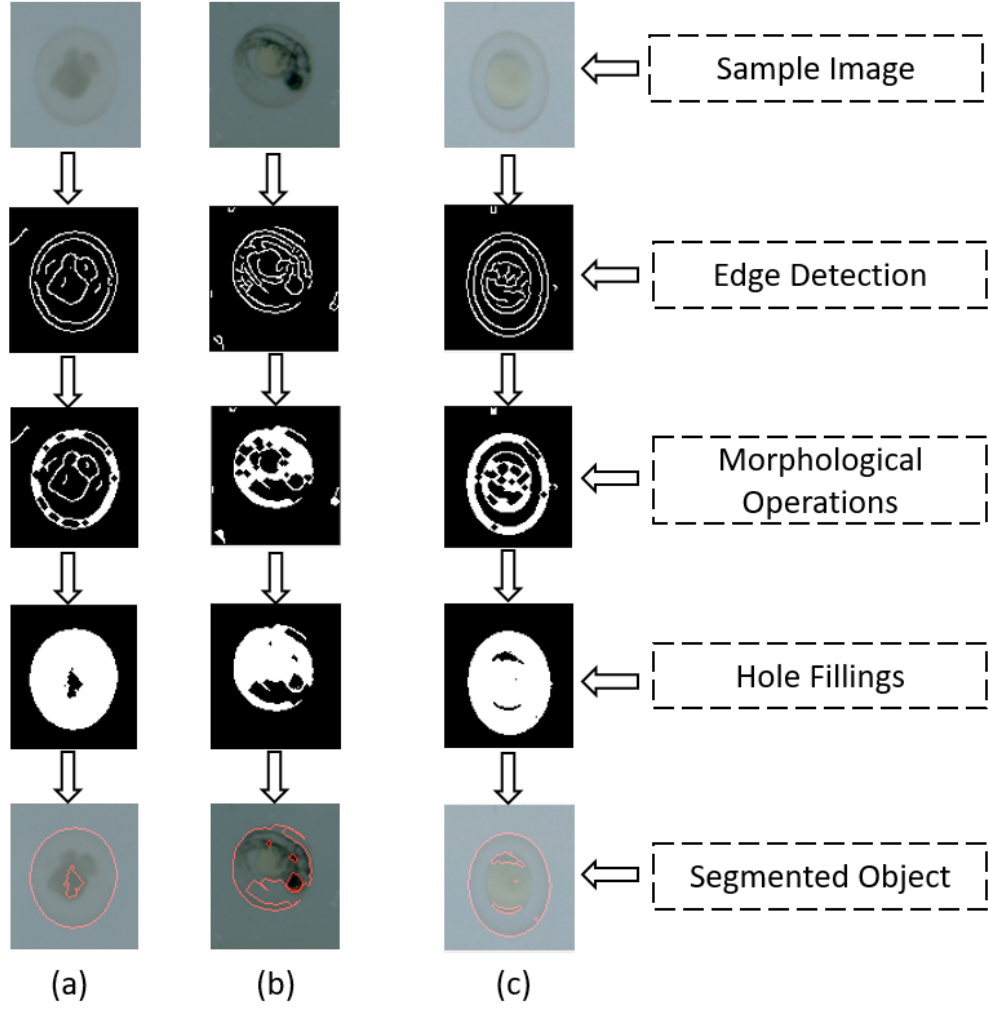 Sample Image
Edge Detection
Morphological
Operations
Hole Fillings
Segmented Object
(a)
(b)
(c)